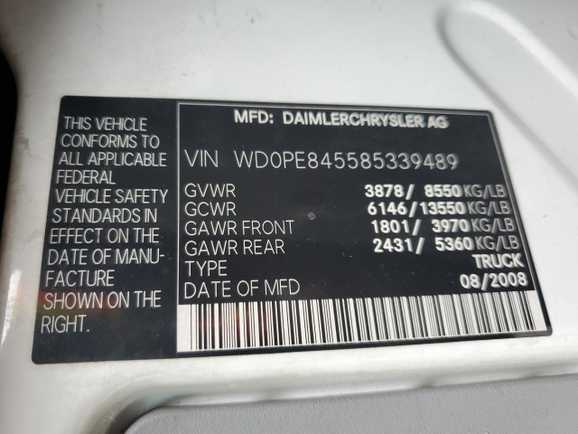 THIS VEHICLE
CONFORMS TO
ALL APPLICABLE
FEDERAL
VEHICLE SAFETY
STANDARDS IN
EFFECT ON THE
DATE OF MANU-
FACTURE
SHOWN ON THE
RIGHT.
MFD: DAIMLERCHRYSLER AG
VIN WD0PE845585339489
GVWR 3878/ 8550 KG/LB
GCWR 6146/13550 KG/LB
GAWR FRONT 1801/ 3970 KG/LB
GAWR REAR 2431/ 5360 KG/LB
TYPE TRUCK
DATE OF MFD 08/2008